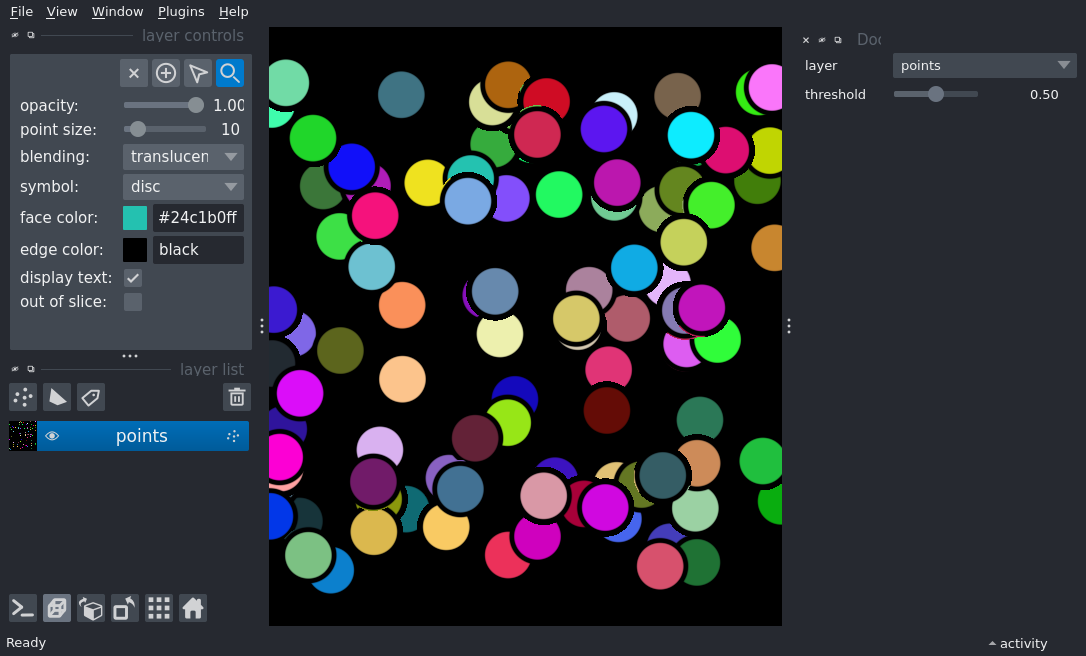 File View Window Plugins Help
layer controls
opacity: 1.00
point size: 10
blending: translucen
symbol: disc
face color: #24c1b0ff
edge color: black
display text:
out of slice:
layer list
points
Ready
Doc
layer points
threshold 0.50
activity